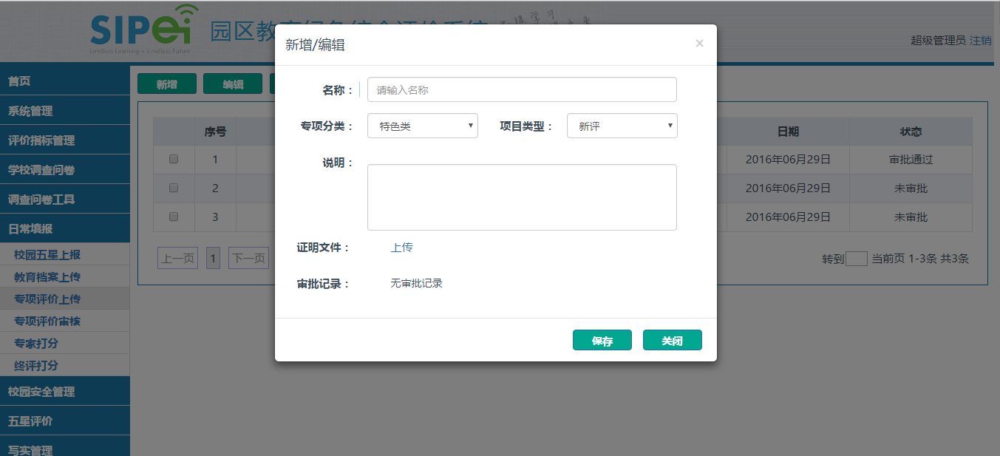 SIPEI
Limitless Learning · Limitless Future
园区教
超级管理员 注销
首页
系统管理
评价指标管理
学校调查问卷
调查问卷工具
日常填报
校园五星上报
教育档案上传
专项评价上传
专项评价审核
专家打分
终评打分
校园安全管理
五星评价
写实管理
新增 编辑
序号 日期 状态
1 2016年06月29日 审批通过
2 2016年06月29日 未审批
3 2016年06月29日 未审批
上一页 1 下一页 转到 当前页 1-3条 共3条
新增/编辑 ×
名称： 请输入名称
专项分类： 特色类 项目类型： 新评
说明：
证明文件： 上传
审批记录： 无审批记录
保存 关闭